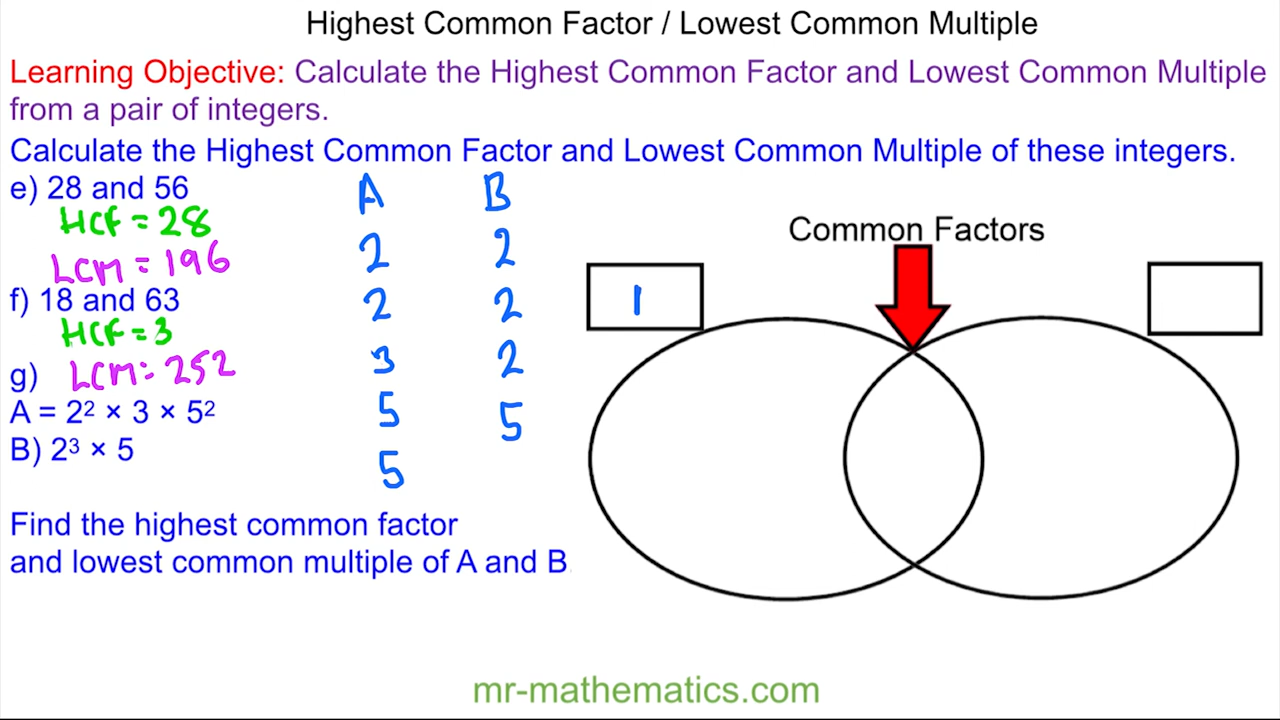 Highest Common Factor / Lowest Common Multiple
Learning Objective: Calculate the Highest Common Factor and Lowest Common Multiple
from a pair of integers.
Calculate the Highest Common Factor and Lowest Common Multiple of these integers.
e) 28 and 56
HCF = 28
LCM = 196
f) 18 and 63
HCF = 3
g) LCM = 252
A = 2² × 3 × 5²
B) 2³ × 5
Find the highest common factor
and lowest common multiple of A and B
A B
2 2
2 2
3 2
5 5
5
Common Factors
1
mr-mathematics.com